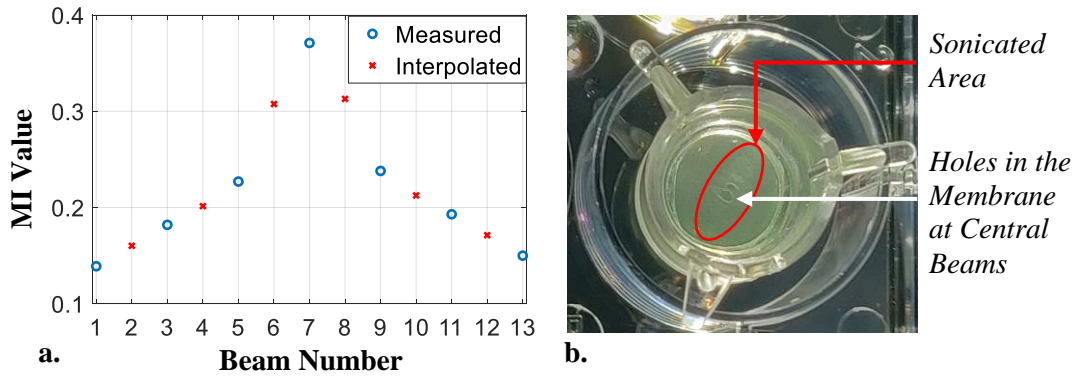 0.4
0.3
0.2
0.1
MI Value
Measured
Interpolated
1 2 3 4 5 6 7 8 9 10 11 12 13
Beam Number
a.
Sonicated
Area
Holes in the
Membrane
at Central
Beams
b.